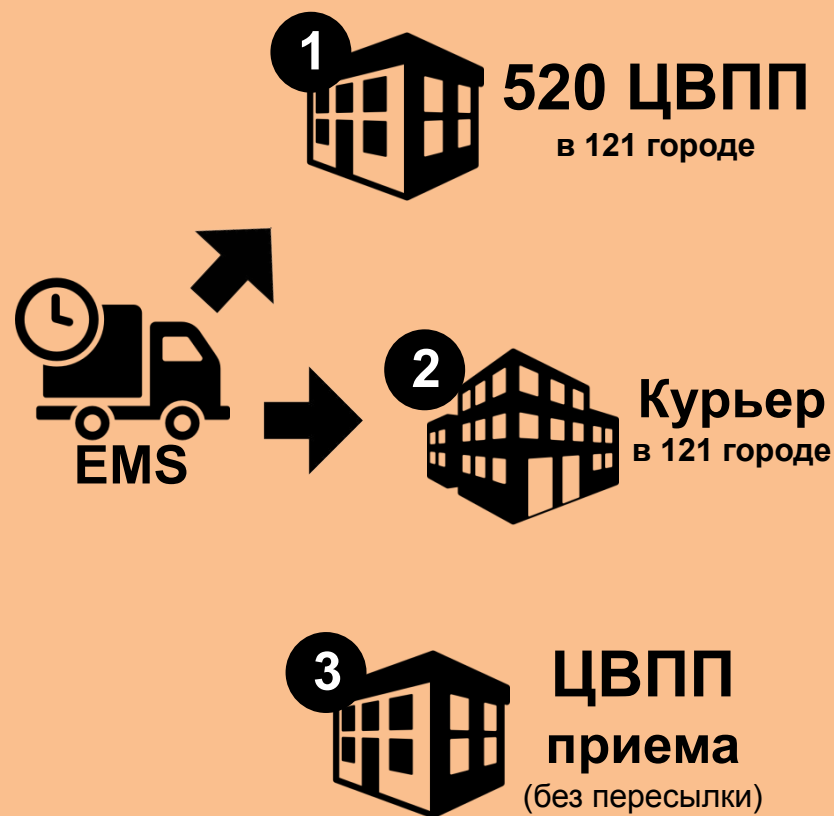 1
520 ЦВПП
в 121 городе
2
Курьер
в 121 городе
EMS
3
ЦВПП
приема
(без пересылки)